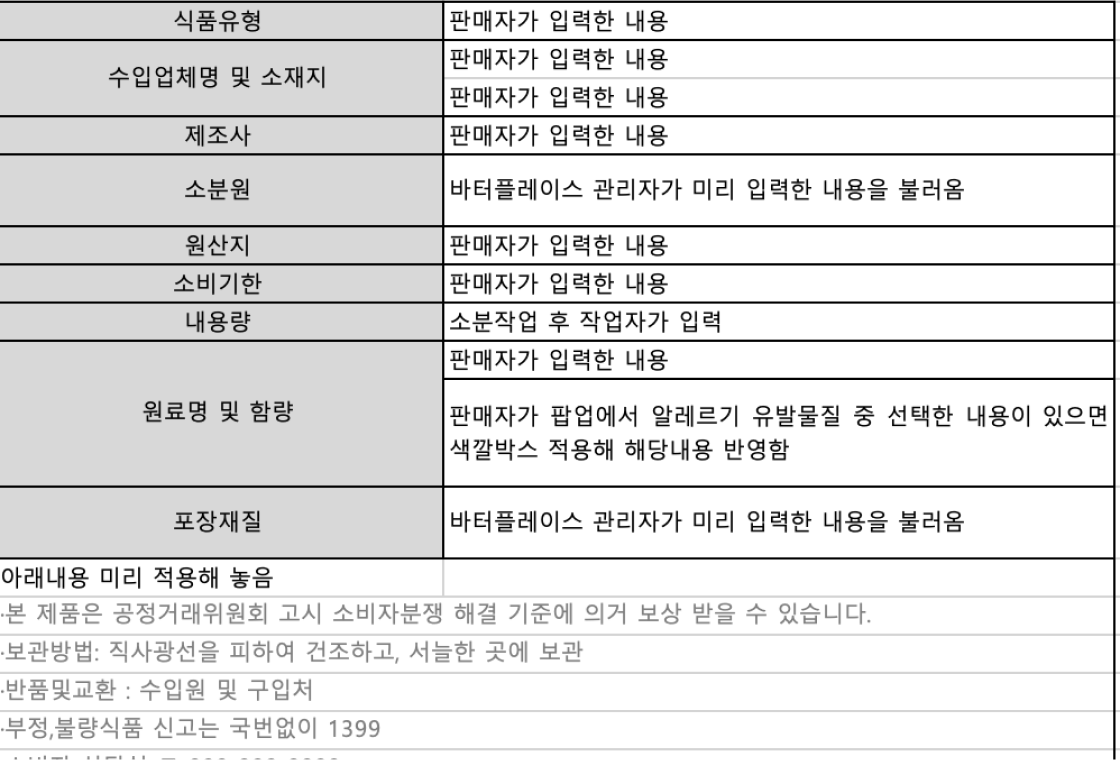 식품유형 판매자가 입력한 내용
수입업체명 및 소재지 판매자가 입력한 내용
판매자가 입력한 내용
제조사 판매자가 입력한 내용
소분원 바터플레이스 관리자가 미리 입력한 내용을 불러옴
원산지 판매자가 입력한 내용
소비기한 판매자가 입력한 내용
내용량 소분작업 후 작업자가 입력
원료명 및 함량 판매자가 입력한 내용
판매자가 팝업에서 알레르기 유발물질 중 선택한 내용이 있으면
색깔박스 적용해 해당내용 반영함
포장재질 바터플레이스 관리자가 미리 입력한 내용을 불러옴
아래내용 미리 적용해 놓음
·본 제품은 공정거래위원회 고시 소비자분쟁 해결 기준에 의거 보상 받을 수 있습니다.
·보관방법: 직사광선을 피하여 건조하고, 서늘한 곳에 보관
·반품및교환 : 수입원 및 구입처
·부정,불량식품 신고는 국번없이 1399